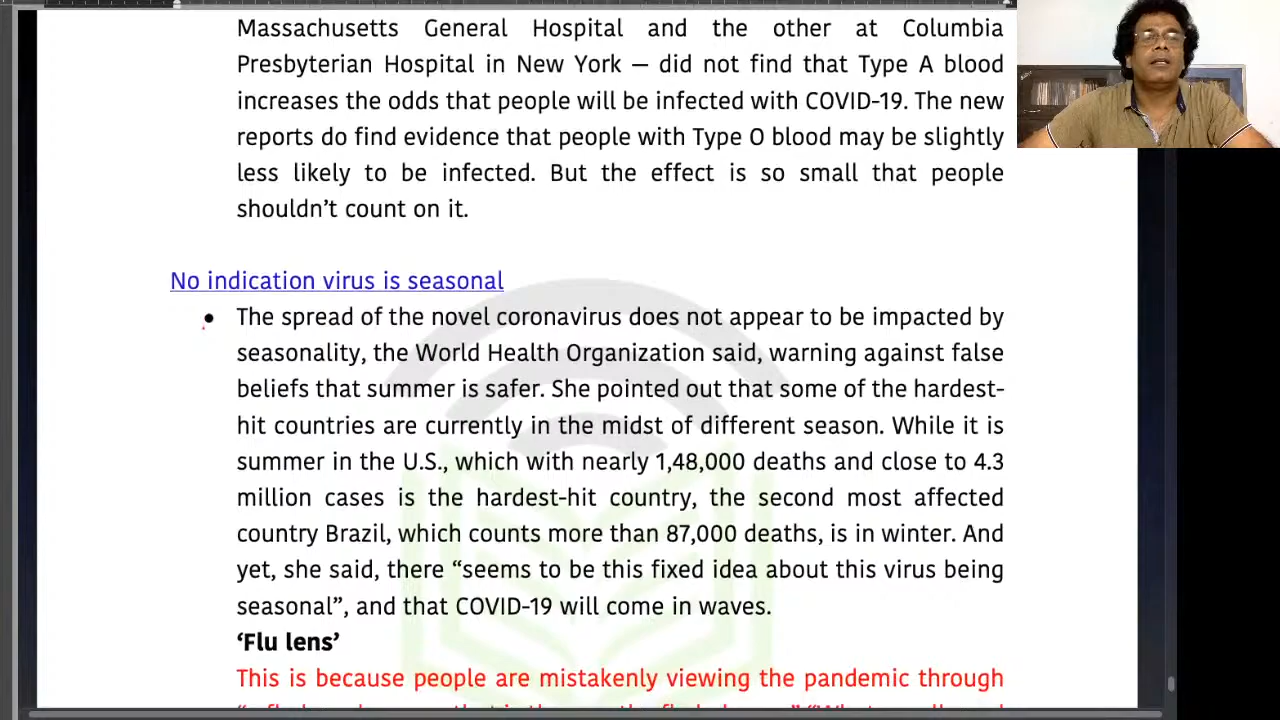 Massachusetts General Hospital and the other at Columbia
Presbyterian Hospital in New York — did not find that Type A blood
increases the odds that people will be infected with COVID-19. The new
reports do find evidence that people with Type O blood may be slightly
less likely to be infected. But the effect is so small that people
shouldn’t count on it.
No indication virus is seasonal
• The spread of the novel coronavirus does not appear to be impacted by
seasonality, the World Health Organization said, warning against false
beliefs that summer is safer. She pointed out that some of the hardest-
hit countries are currently in the midst of different season. While it is
summer in the U.S., which with nearly 1,48,000 deaths and close to 4.3
million cases is the hardest-hit country, the second most affected
country Brazil, which counts more than 87,000 deaths, is in winter. And
yet, she said, there “seems to be this fixed idea about this virus being
seasonal”, and that COVID-19 will come in waves.
‘Flu lens’
This is because people are mistakenly viewing the pandemic through